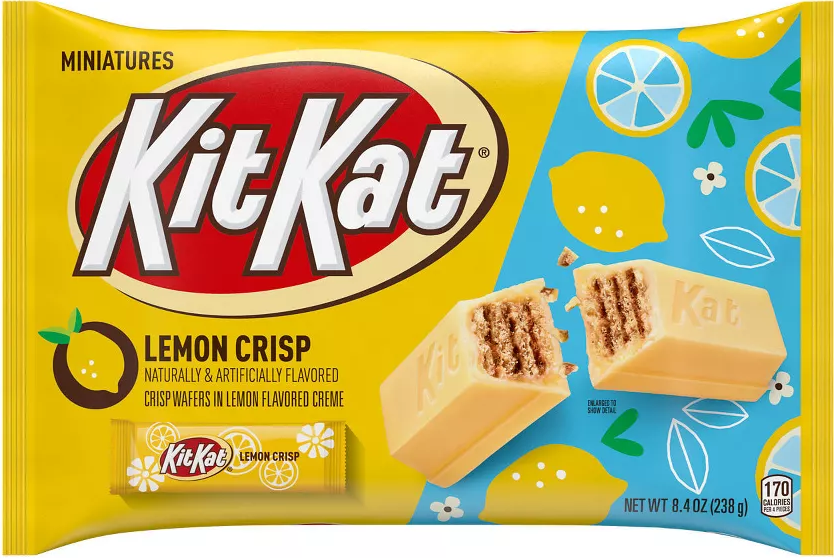 MINIATURES
KitKat®
LEMON CRISP
NATURALLY & ARTIFICIALLY FLAVORED
CRISP WAFERS IN LEMON FLAVORED CREME
KitKat® LEMON CRISP
Kit
Kat
ENLARGED TO
SHOW DETAIL
NET WT 8.4 OZ (238 g)
170
CALORIES
PER 4 PIECES